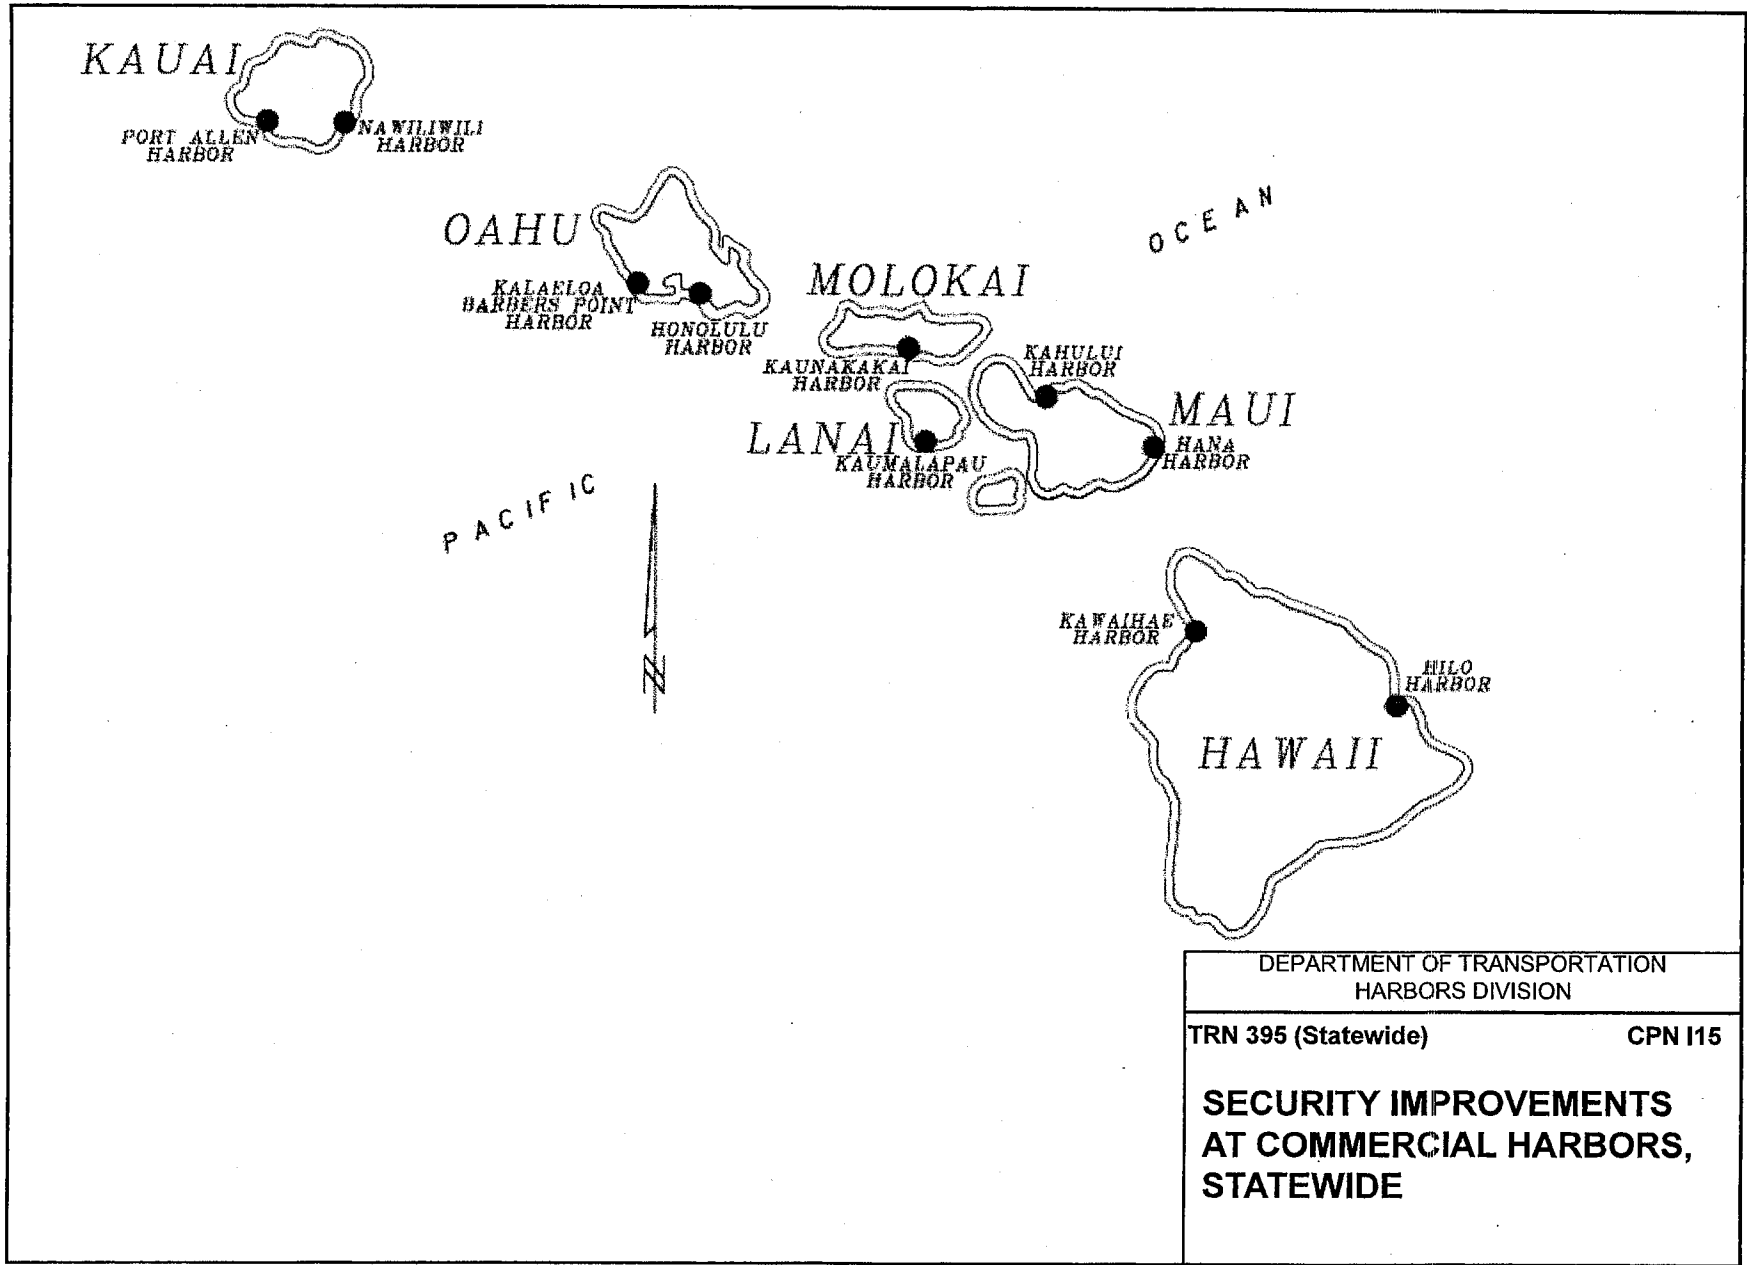 KAUAI
PORT ALLEN
HARBOR
NAWILIWILI
HARBOR
OAHU
KALAELOA
BARBERS POINT
HARBOR
HONOLULU
HARBOR
OCEAN
MOLOKAI
KAUNAKAKAI
HARBOR
KAHULUI
HARBOR
LANAI
KAUMALAPAU
HARBOR
MAUI
HANA
HARBOR
PACIFIC
N
KAWAIHAE
HARBOR
HILO
HARBOR
HAWAII
DEPARTMENT OF TRANSPORTATION
HARBORS DIVISION
TRN 395 (Statewide) CPN I15
SECURITY IMPROVEMENTS
AT COMMERCIAL HARBORS,
STATEWIDE